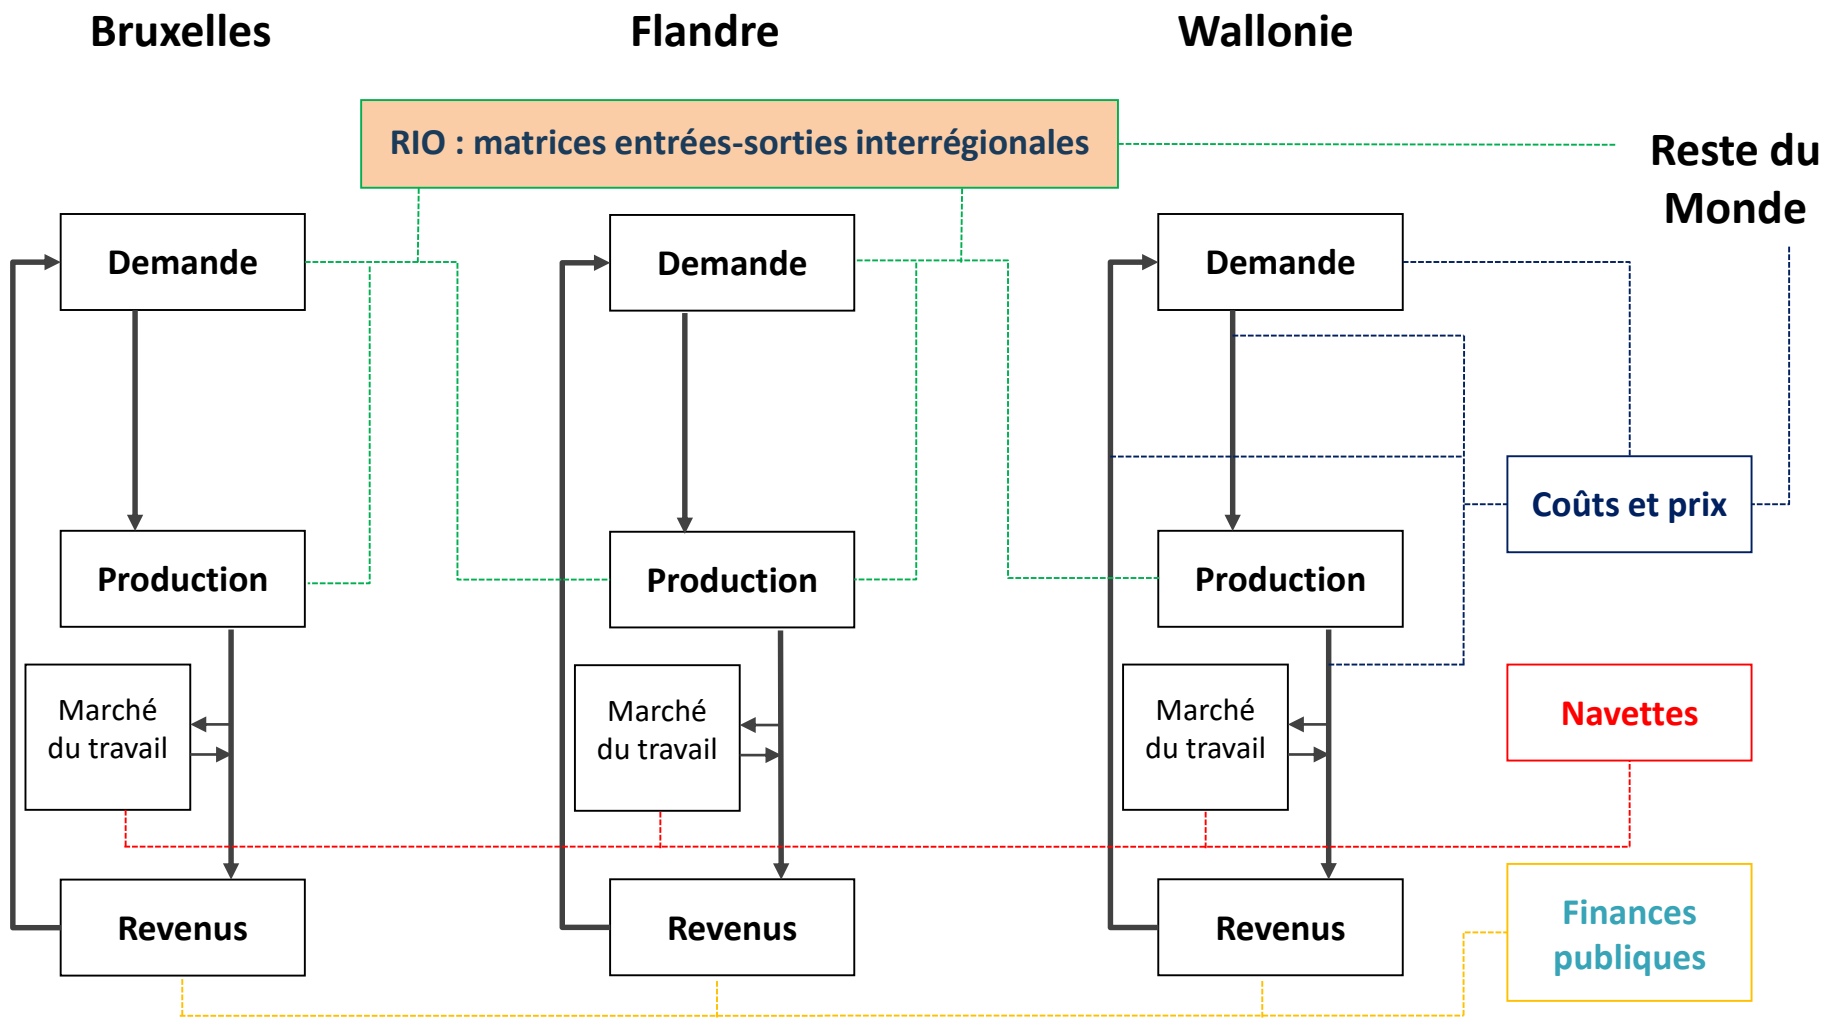 Bruxelles
Flandre
Wallonie
RIO : matrices entrées-sorties interrégionales
Reste du
Monde
Demande
Demande
Demande
Coûts et prix
Production
Production
Production
Marché
du travail
Marché
du travail
Marché
du travail
Navettes
Revenus
Revenus
Revenus
Finances
publiques